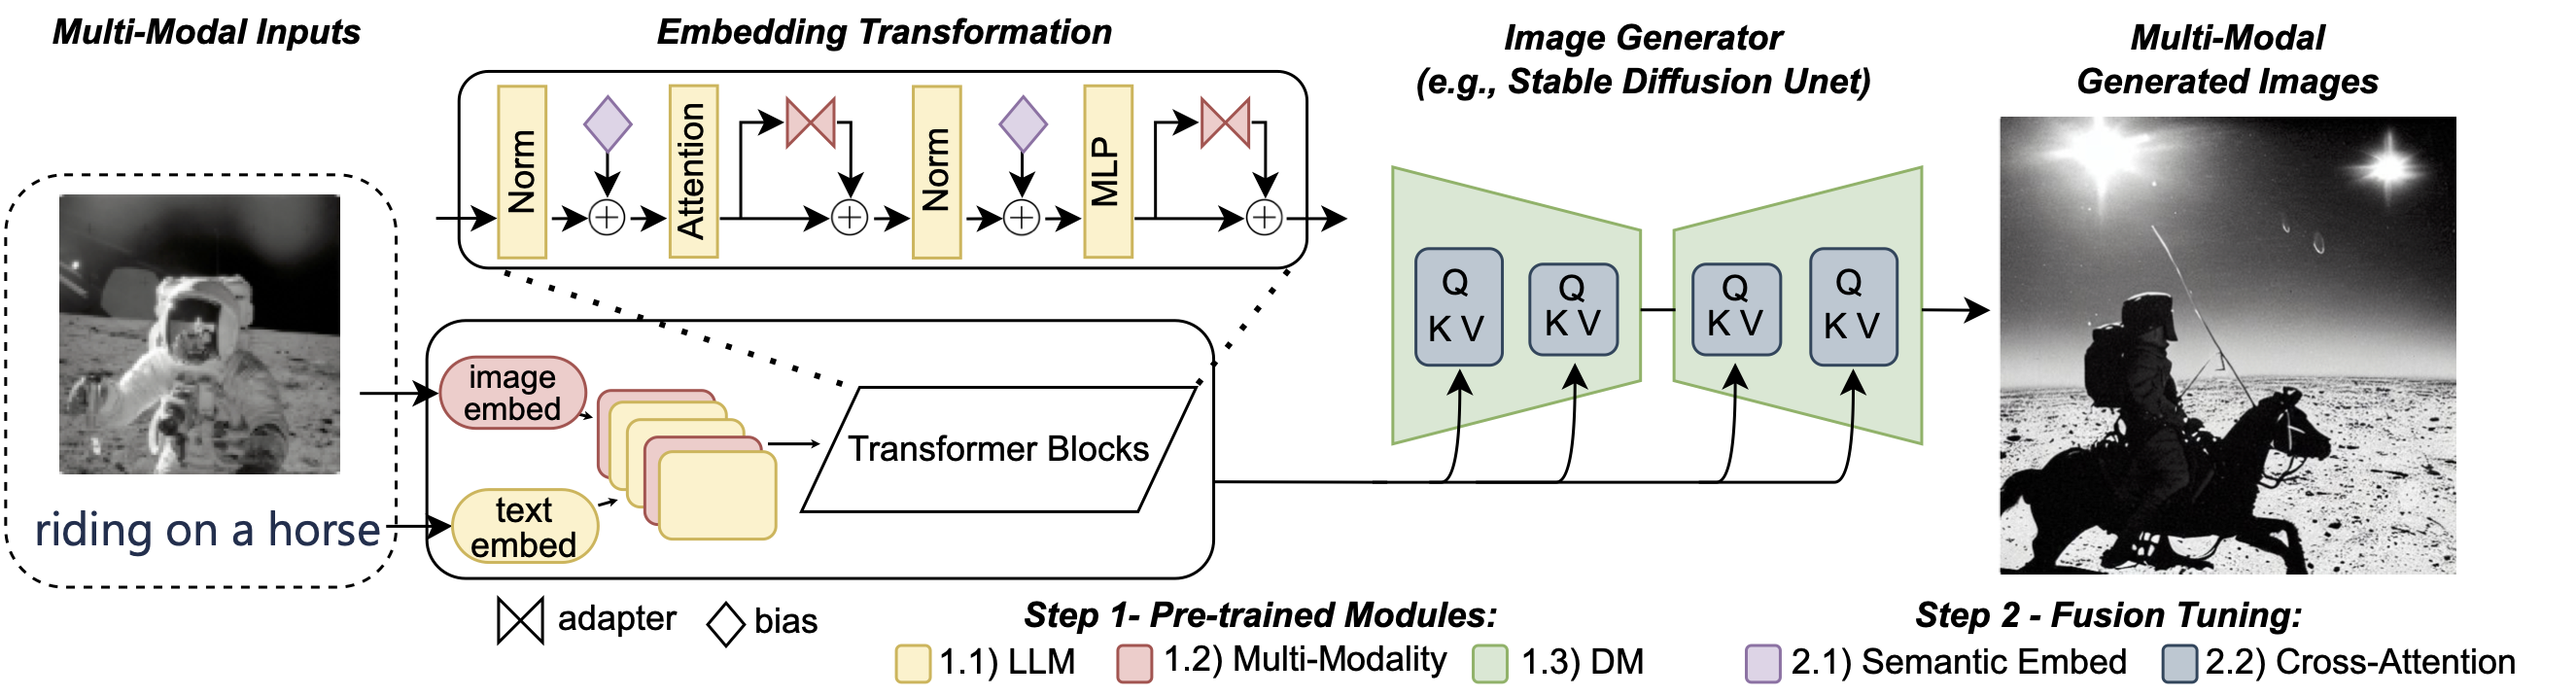 Multi-Modal Inputs
Embedding Transformation
Image Generator
(e.g., Stable Diffusion Unet)
Multi-Modal
Generated Images
Norm
Attention
Norm
MLP
riding on a horse
image
embed
text
embed
Transformer Blocks
Q
K V
Q
K V
Q
K V
Q
K V
adapter
bias
Step 1- Pre-trained Modules:
1.1) LLM
1.2) Multi-Modality
1.3) DM
Step 2 - Fusion Tuning:
2.1) Semantic Embed
2.2) Cross-Attention